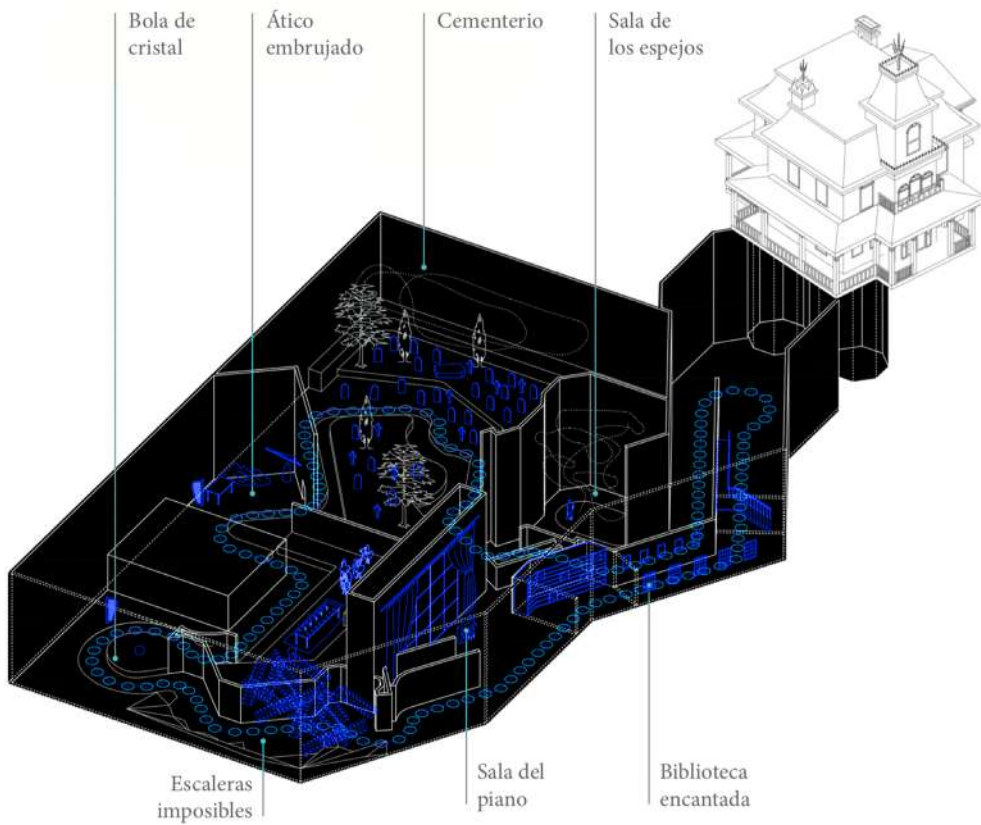 Bola de
cristal
Ático
embrujado
Cementerio
Sala de
los espejos
Escaleras
imposibles
Sala del
piano
Biblioteca
encantada